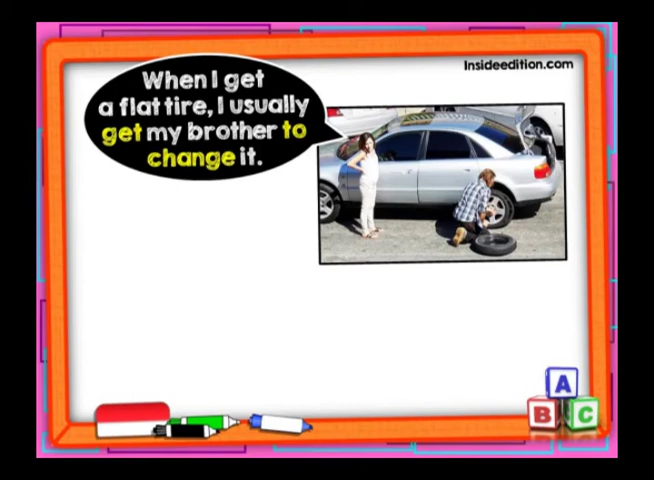 Insideedition.com
When I get
a flat tire, I usually
get my brother to
change it.
A
B C